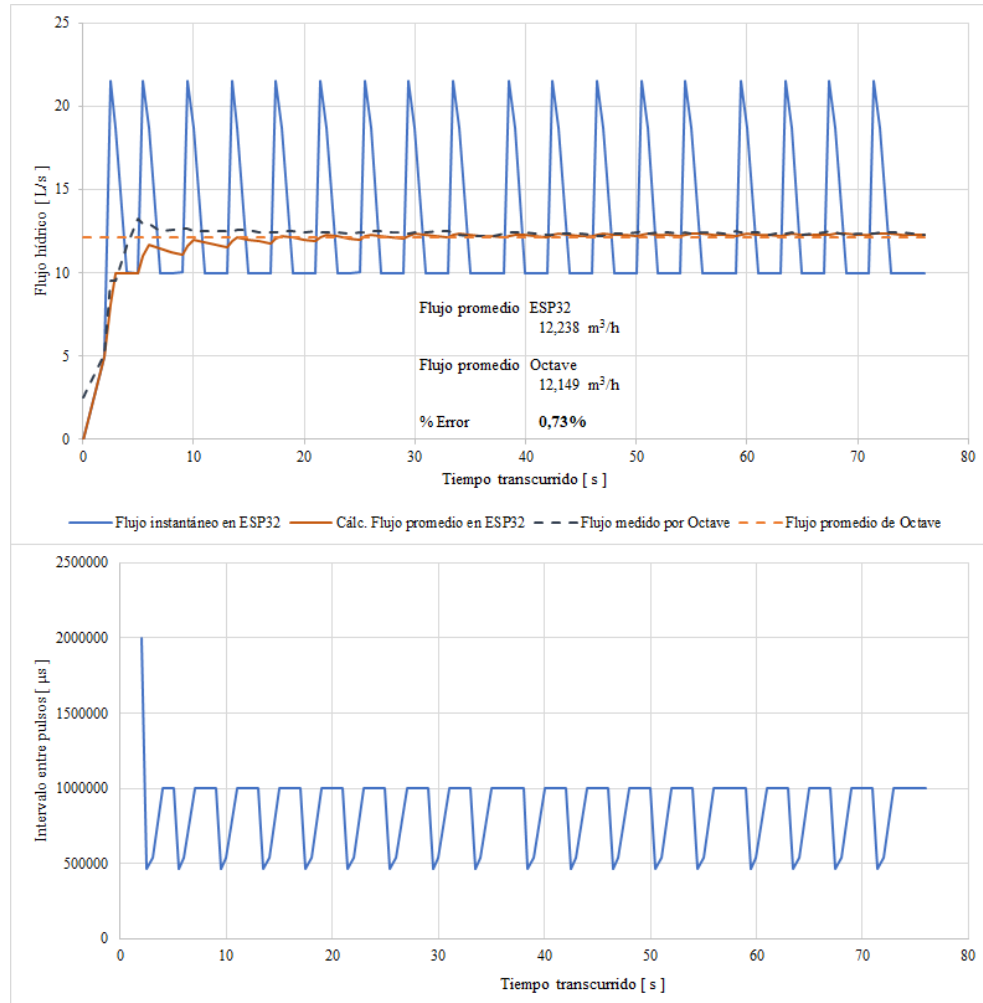 25
20
15
10
5
0
Flujo hídrico [ L/s ]
Flujo promedio ESP32
12,238 m³/h
Flujo promedio Octave
12,149 m³/h
% Error 0,73%
0 10 20 30 40 50 60 70 80
Tiempo transcurrido [ s ]
Flujo instantáneo en ESP32 Cálc. Flujo promedio en ESP32 Flujo medido por Octave Flujo promedio de Octave
2500000
2000000
1500000
1000000
500000
0
Intervalo entre pulsos [ µs ]
0 10 20 30 40 50 60 70 80
Tiempo transcurrido [ s ]